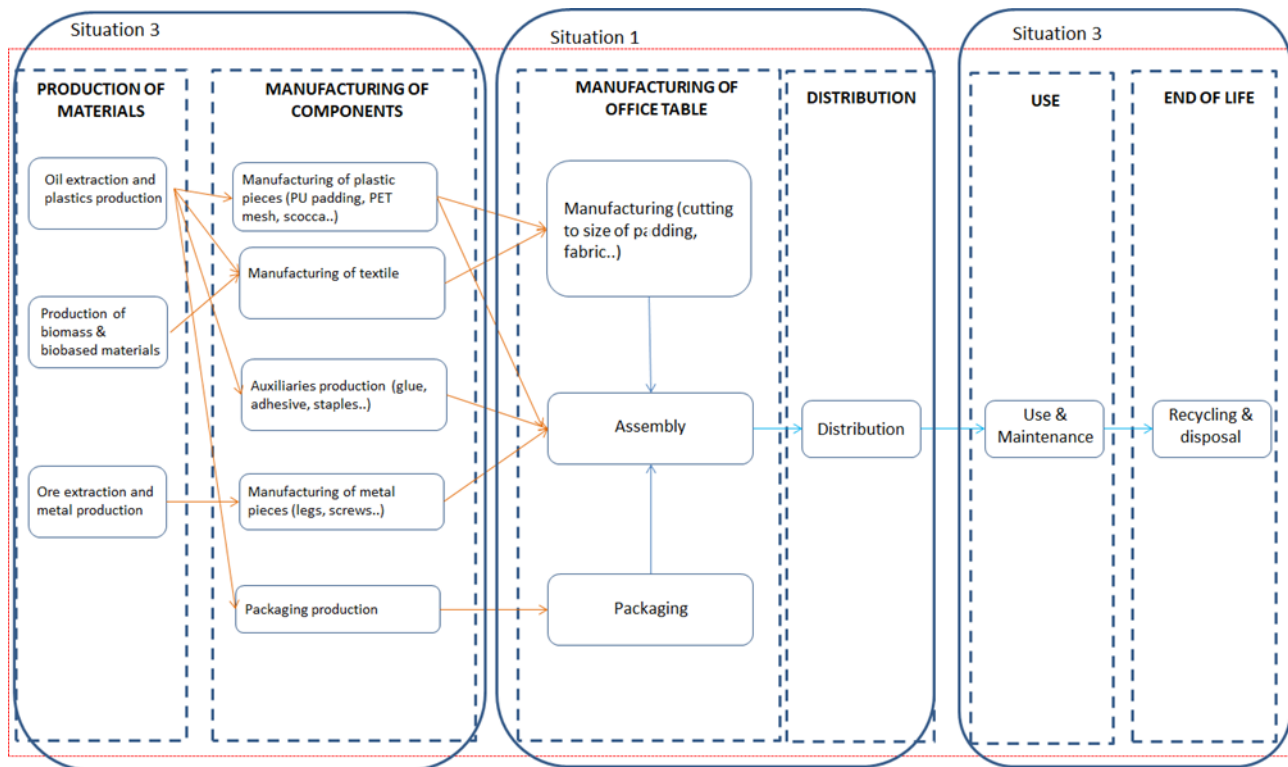 Situation 3
Situation 1
Situation 3
PRODUCTION OF
MATERIALS
MANUFACTURING OF
COMPONENTS
MANUFACTURING OF
OFFICE TABLE
DISTRIBUTION
USE
END OF LIFE
Oil extraction and
plastics production
Production of
biomass &
biobased materials
Ore extraction and
metal production
Manufacturing of plastic
pieces (PU padding, PET
mesh, scocca..)
Manufacturing of textile
Auxiliaries production (glue,
adhesive, staples..)
Manufacturing of metal
pieces (legs, screws..)
Packaging production
Manufacturing (cutting
to size of padding,
fabric..)
Assembly
Packaging
Distribution
Use &
Maintenance
Recycling &
disposal